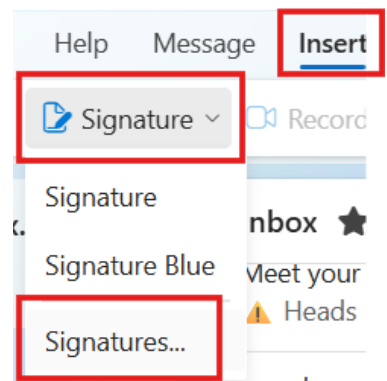 Help Message Insert
Signature Record
Signature
x. nbox
Signature Blue Meet your
Heads
Signatures...